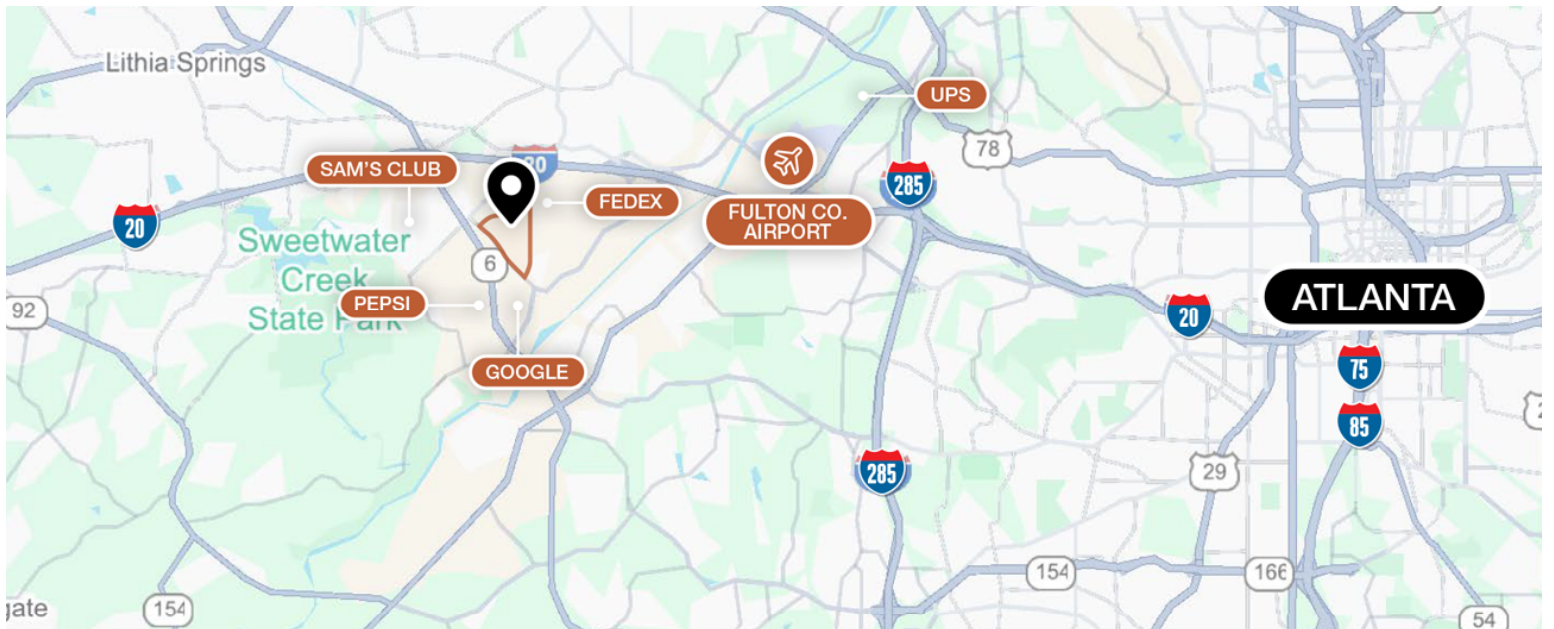 Lithia Springs
UPS
78
SAM'S CLUB
20
285
FEDEX
FULTON CO.
AIRPORT
20
Sweetwater
Creek
State Park
6
PEPSI
92
ATLANTA
20
GOOGLE
75
85
29
285
154
166
154
54